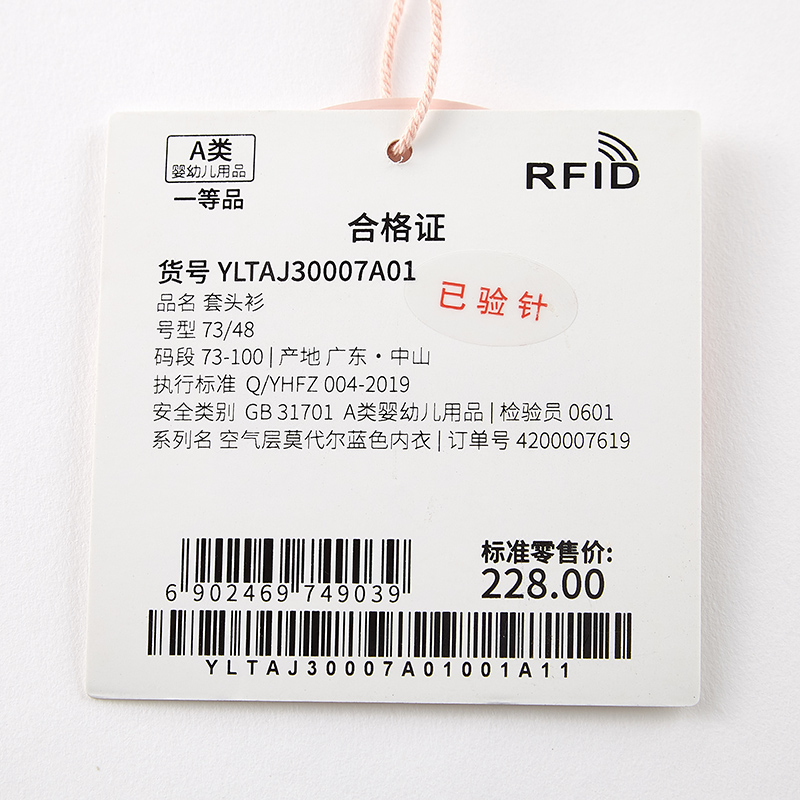 A类
婴幼儿用品
一等品
RFID
合格证
货号 YLTAJ30007A01
已验针
品名 套头衫
号型 73/48
码段 73-100 | 产地 广东·中山
执行标准 Q/YHFZ 004-2019
安全类别 GB 31701 A类婴幼儿用品 | 检验员 0601
系列名 空气层莫代尔蓝色内衣 | 订单号 4200007619
标准零售价:
228.00
6 902469 749039
YLTAJ30007A01001A11